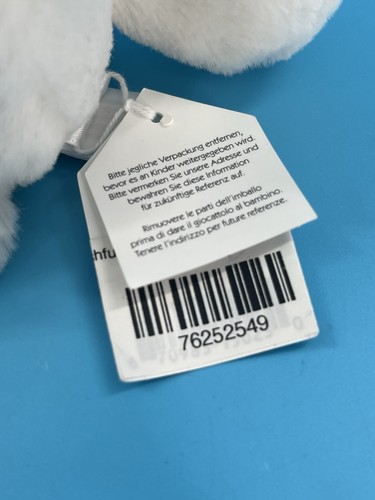 Bitte jegliche Verpackung entfernen,
bevor es an Kinder weitergegeben wird.
Bitte vermerken Sie unsere Adresse und
bewahren Sie diese Information
für zukünftige Referenz auf.
Rimuovere le parti dell'imballo
prima di dare il giocattolo al bambino.
Tenere l'indirizzo per future referenze.
hfu
76252549